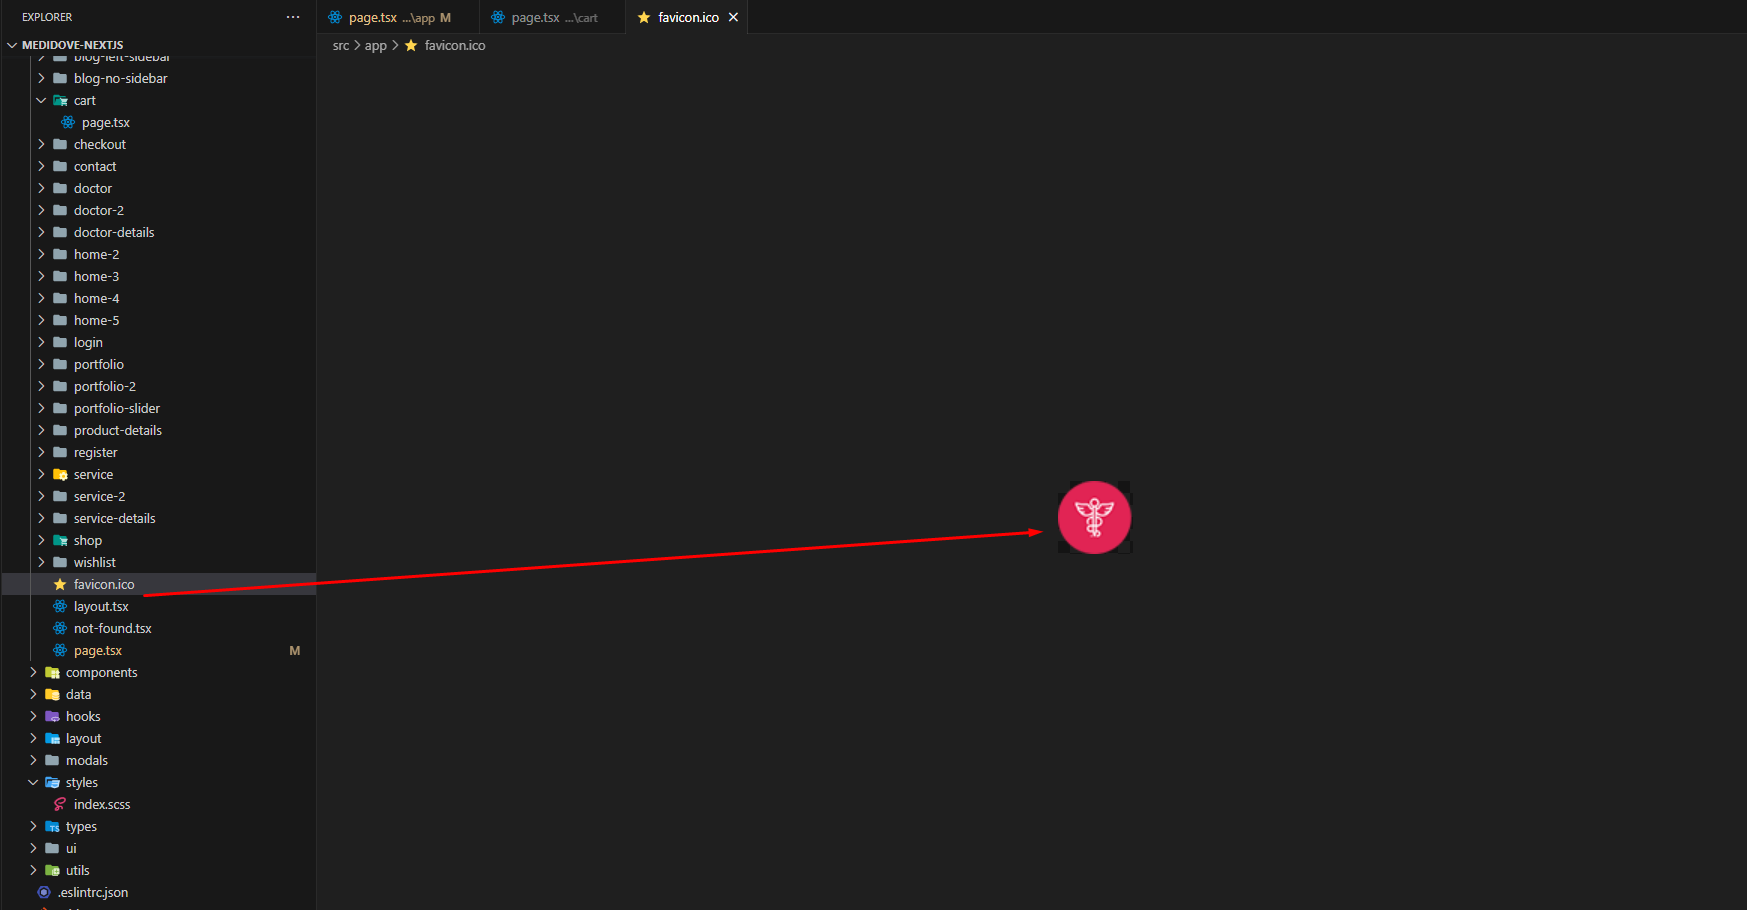 EXPLORER
MEDIDOVE-NEXTJS
blog-left-sidebar
blog-no-sidebar
cart
page.tsx
checkout
contact
doctor
doctor-2
doctor-details
home-2
home-3
home-4
home-5
login
portfolio
portfolio-2
portfolio-slider
product-details
register
service
service-2
service-details
shop
wishlist
favicon.ico
layout.tsx
not-found.tsx
page.tsx M
components
data
hooks
layout
modals
styles
index.scss
types
ui
utils
.eslintrc.json
page.tsx ...\app M
page.tsx ...\cart
favicon.ico
src > app > favicon.ico